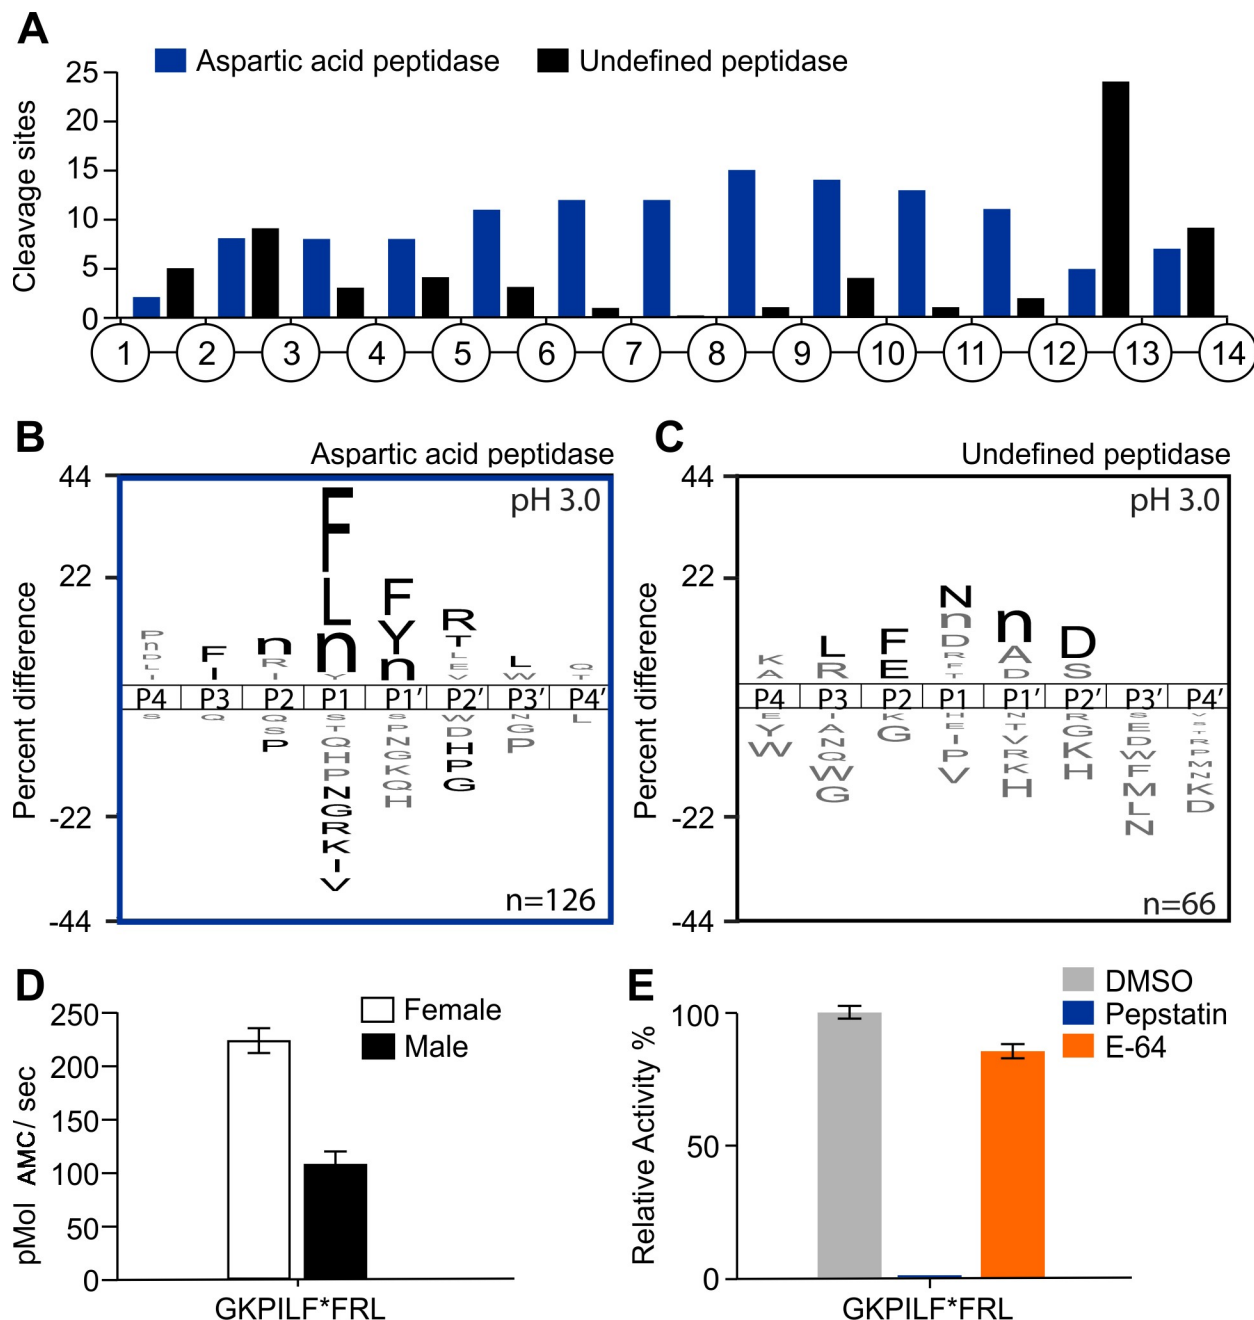 A
Aspartic acid peptidase
Undefined peptidase
Cleavage sites
25
20
15
10
5
0
1 2 3 4 5 6 7 8 9 10 11 12 13 14
B
Aspartic acid peptidase
pH 3.0
Percent difference
44
22
-22
-44
F
L
n
F
Y
n
R
T
F
I
n
R
I
L
W
P4 P3 P2 P1 P1′ P2′ P3′ P4′
S
Q
Q
S
P
S
T
Q
H
P
N
G
R
K
I
V
S
P
N
G
K
Q
H
W
D
H
P
G
N
G
P
L
n=126
C
Undefined peptidase
pH 3.0
Percent difference
44
22
-22
-44
K
A
L
R
F
E
N
n
D
R
F
T
n
A
D
D
S
P4 P3 P2 P1 P1′ P2′ P3′ P4′
E
Y
W
I
A
N
Q
W
G
K
G
H
E
I
P
V
N
T
V
R
K
H
R
G
K
H
S
E
D
W
F
M
L
N
K
D
n=66
D
Female
Male
pMol AMC/ sec
250
200
150
100
50
0
GKPILF*FRL
E
DMSO
Pepstatin
E-64
Relative Activity %
100
50
0
GKPILF*FRL